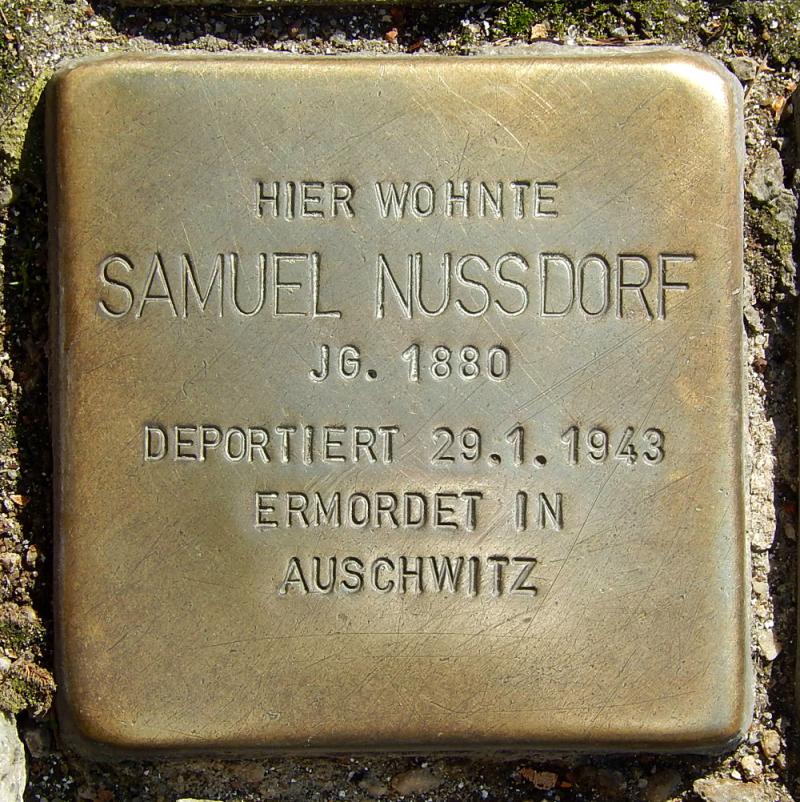 HIER WOHNTE
SAMUEL NUSSDORF
JG. 1880
DEPORTIERT 29.1.1943
ERMORDET IN
AUSCHWITZ